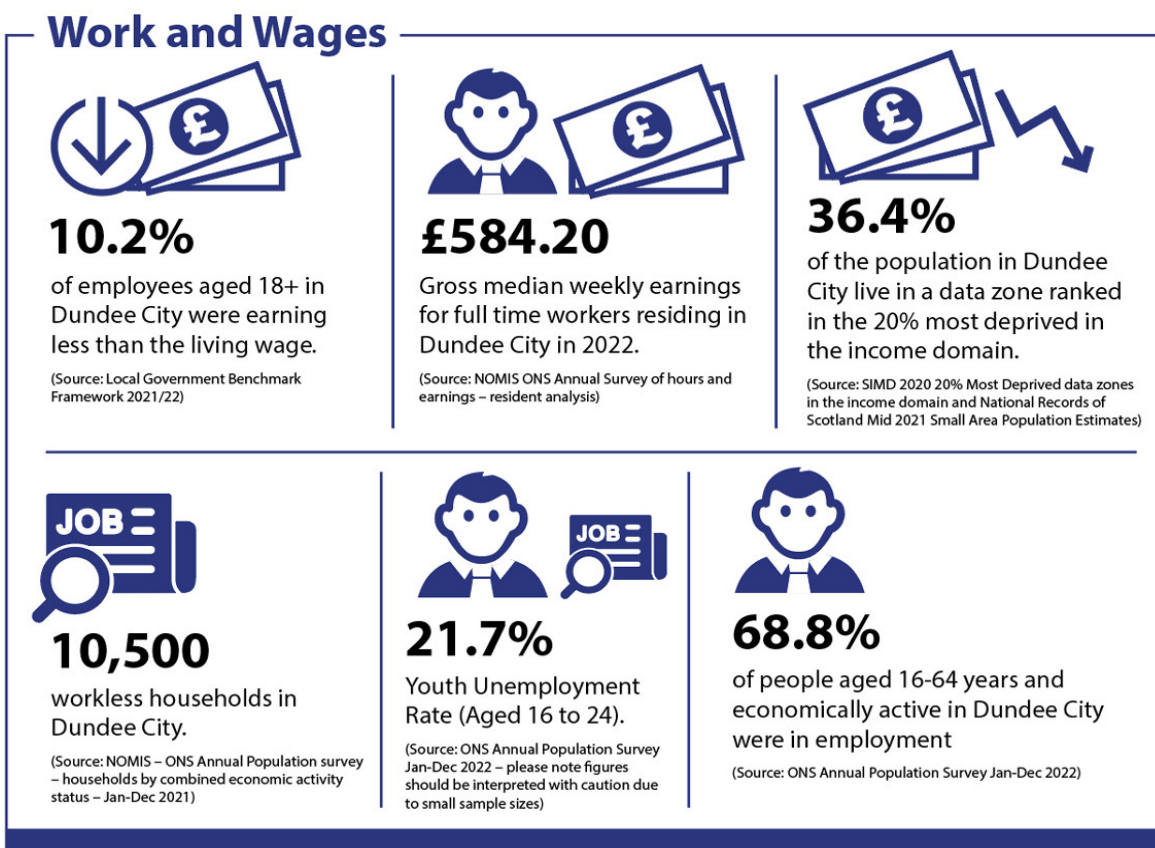 Work and Wages
£
10.2%
of employees aged 18+ in
Dundee City were earning
less than the living wage.
(Source: Local Government Benchmark
Framework 2021/22)
£
£584.20
Gross median weekly earnings
for full time workers residing in
Dundee City in 2022.
(Source: NOMIS ONS Annual Survey of hours and
earnings – resident analysis)
£
36.4%
of the population in Dundee
City live in a data zone ranked
in the 20% most deprived in
the income domain.
(Source: SIMD 2020 20% Most Deprived data zones
in the income domain and National Records of
Scotland Mid 2021 Small Area Population Estimates)
JOB
10,500
workless households in
Dundee City.
(Source: NOMIS – ONS Annual Population survey
– households by combined economic activity
status – Jan-Dec 2021)
JOB
21.7%
Youth Unemployment
Rate (Aged 16 to 24).
(Source: ONS Annual Population Survey
Jan-Dec 2022 – please note figures
should be interpreted with caution due
to small sample sizes)
68.8%
of people aged 16-64 years and
economically active in Dundee City
were in employment
(Source: ONS Annual Population Survey Jan-Dec 2022)